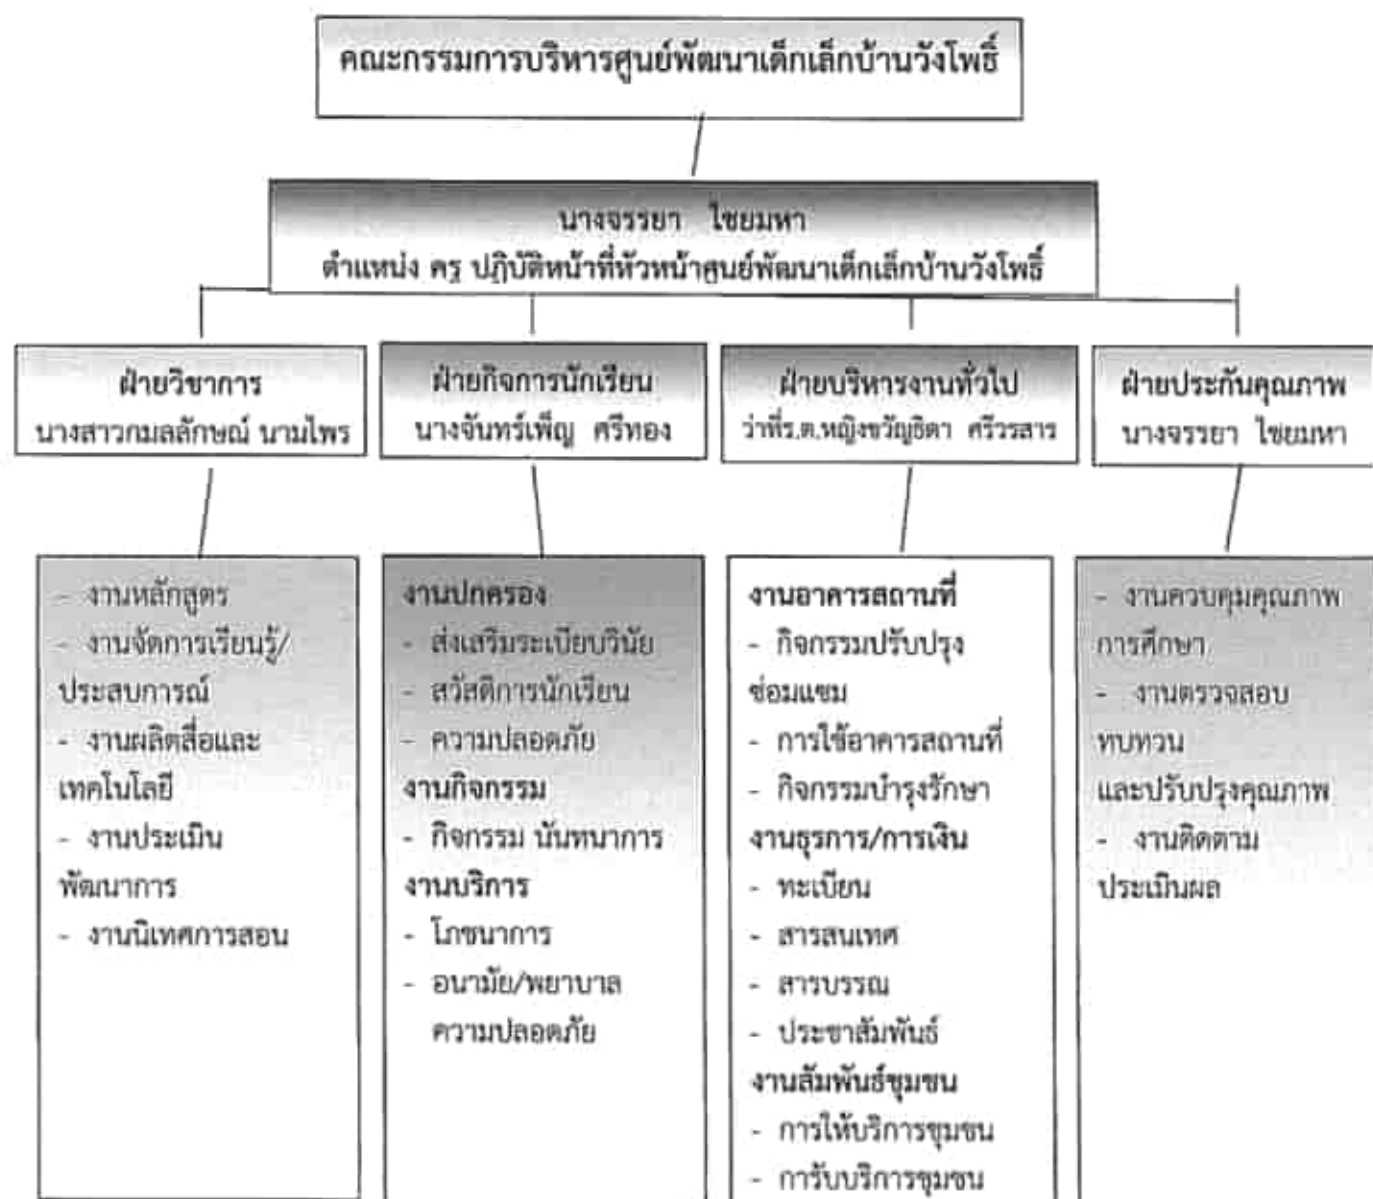 คณะกรรมการบริหารศูนย์พัฒนาเด็กเล็กบ้านวังโพธิ์
นางจรรยา ไชยมหา
ตำแหน่ง ครู ปฏิบัติหน้าที่หัวหน้าศูนย์พัฒนาเด็กเล็กบ้านวังโพธิ์
ฝ่ายวิชาการ
นางสาวกมลลักษณ์ นามไพร
ฝ่ายกิจการนักเรียน
นางจันทร์เพ็ญ ศรีทอง
ฝ่ายบริหารงานทั่วไป
ว่าที่ร.ต.หญิงขวัญธิดา ศรีวรสาร
ฝ่ายประกันคุณภาพ
นางจรรยา ไชยมหา
- งานหลักสูตร
- งานจัดการเรียนรู้/
ประสบการณ์
- งานผลิตสื่อและ
เทคโนโลยี
- งานประเมิน
พัฒนาการ
- งานนิเทศการสอน
งานปกครอง
- ส่งเสริมระเบียบวินัย
- สวัสดิการนักเรียน
- ความปลอดภัย
งานกิจกรรม
- กิจกรรม นันทนาการ
งานบริการ
- โภชนาการ
- อนามัย/พยาบาล
ความปลอดภัย
งานอาคารสถานที่
- กิจกรรมปรับปรุง
ซ่อมแซม
- การใช้อาคารสถานที่
- กิจกรรมบำรุงรักษา
งานธุรการ/การเงิน
- ทะเบียน
- สารสนเทศ
- สารบรรณ
- ประชาสัมพันธ์
งานสัมพันธ์ชุมชน
- การให้บริการชุมชน
- การับบริการชุมชน
- งานควบคุมคุณภาพ
การศึกษา
- งานตรวจสอบ
ทบทวน
และปรับปรุงคุณภาพ
- งานติดตาม
ประเมินผล